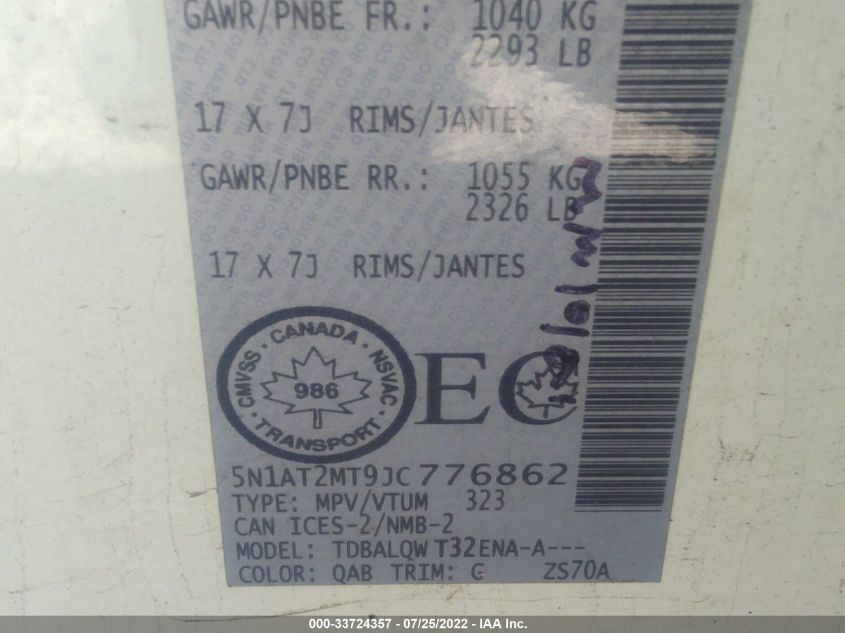 GAWR/PNBE FR.: 1040 KG
2293 LB
17 X 7J RIMS/JANTES
GAWR/PNBE RR.: 1055 KG
2326 LB
17 X 7J RIMS/JANTES
CMVSS · CANADA · NSVAC · TRANSPORT ·
986
EC
5N1AT2MT9JC776862
TYPE: MPV/VTUM 323
CAN ICES-2/NMB-2
MODEL: TDBALQW T32ENA-A---
COLOR: QAB TRIM: G ZS70A
000-33724357 - 07/25/2022 - IAA Inc.